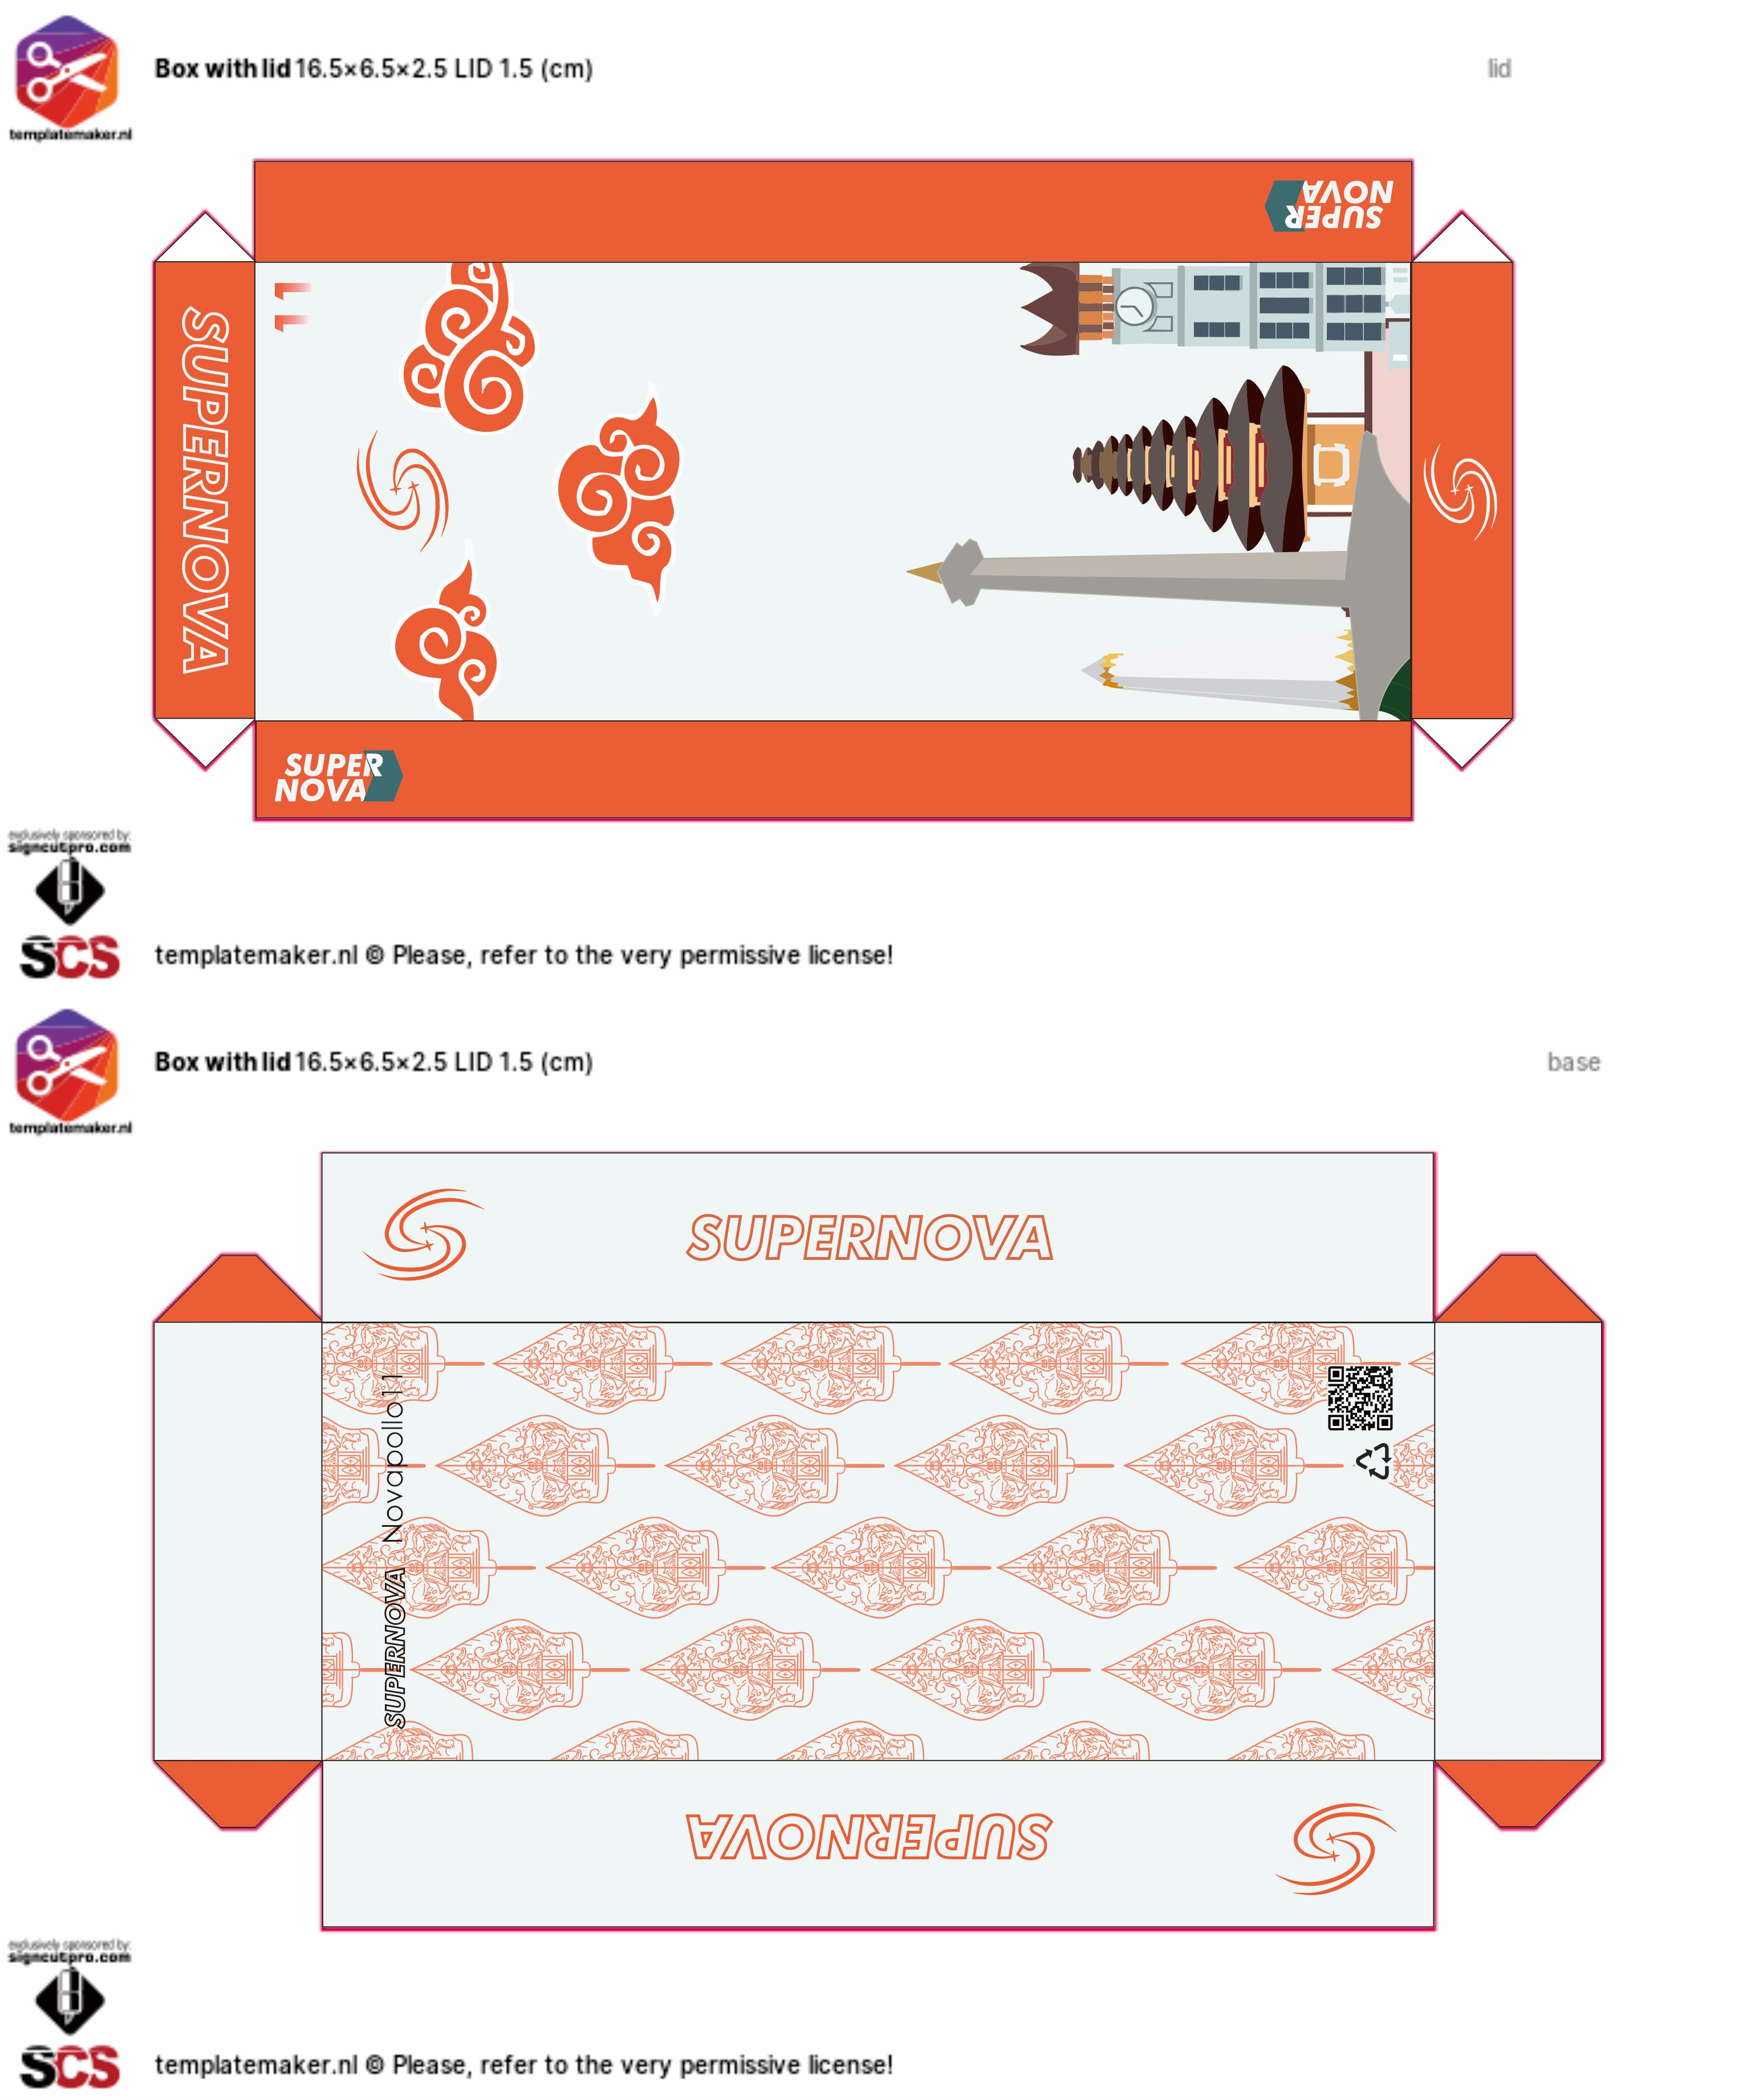 templatemaker.nl
Box with lid 16.5×6.5×2.5 LID 1.5 (cm)
lid
SUPER
NOVA
11
SUPERNOVA
SUPER
NOVA
exclusively sponsored by:
signcutpro.com
SCS
templatemaker.nl © Please, refer to the very permissive license!
templatemaker.nl
Box with lid 16.5×6.5×2.5 LID 1.5 (cm)
base
SUPERNOVA
SUPERNOVA Novapollo 11
SUPERNOVA
exclusively sponsored by:
signcutpro.com
SCS
templatemaker.nl © Please, refer to the very permissive license!